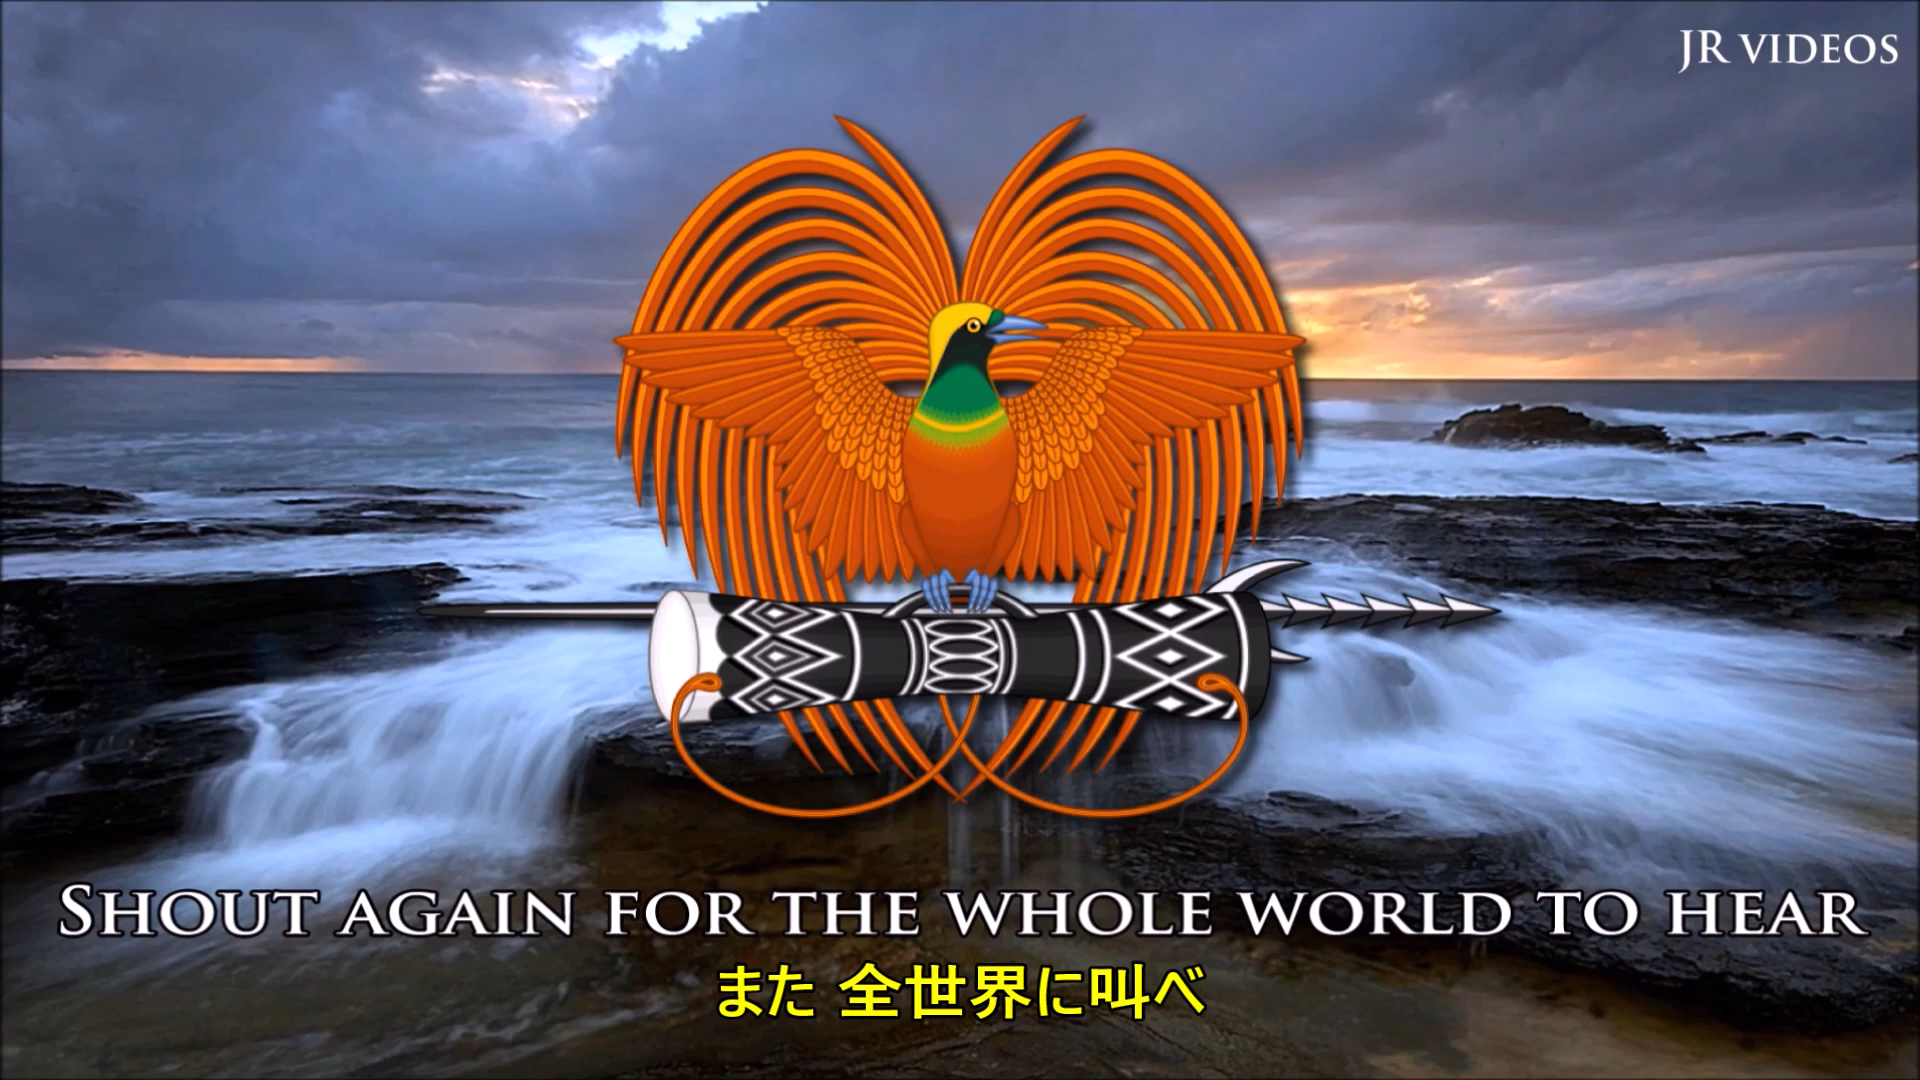 JR VIDEOS
SHOUT AGAIN FOR THE WHOLE WORLD TO HEAR
また 全世界に叫べ